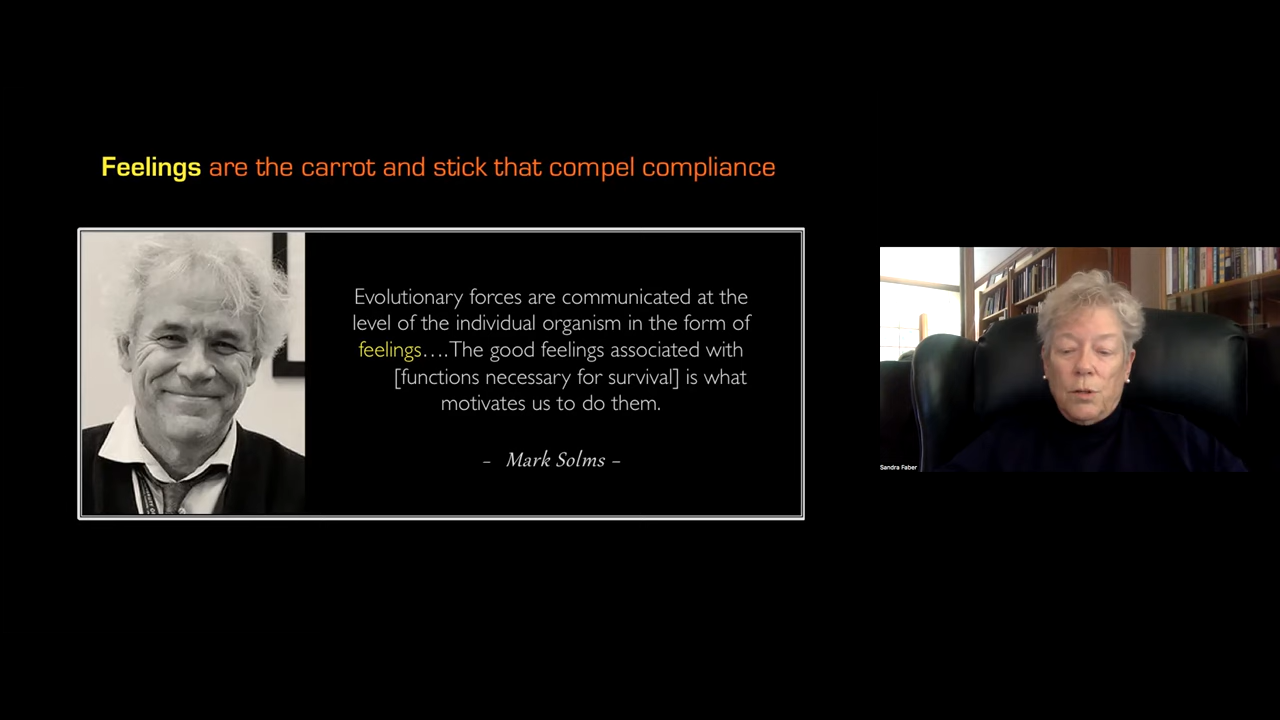 Feelings are the carrot and stick that compel compliance
Evolutionary forces are communicated at the
level of the individual organism in the form of
feelings….The good feelings associated with
[functions necessary for survival] is what
motivates us to do them.
– Mark Solms –
Sandra Faber